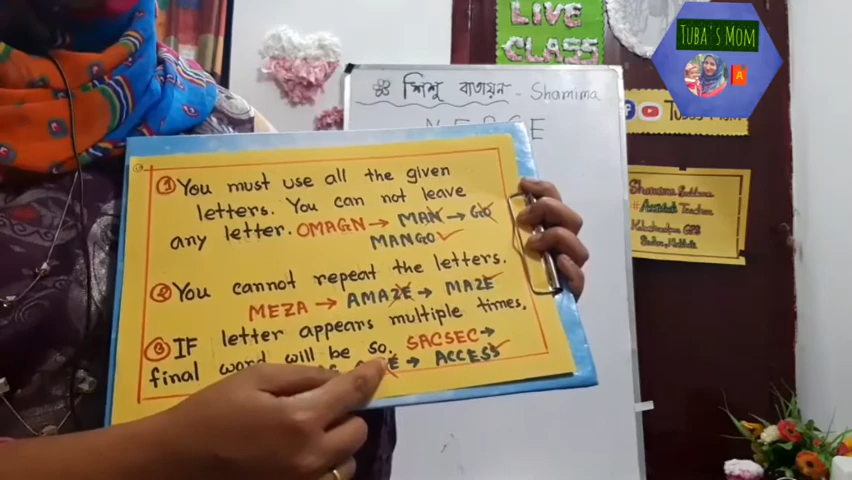 LIVE
CLASS
TUBA'S MOM
শিশু বাতায়ন - Shamima
① You must use all the given
letters. You can not leave
any letter. OMAGN → MAN → GO
MANGO ✓
② You cannot repeat the letters.
MEZA → AMAZE → MAZE ✓
③ IF letter appears multiple times,
final word will be so. SACSEC →
→ ACCESS ✓